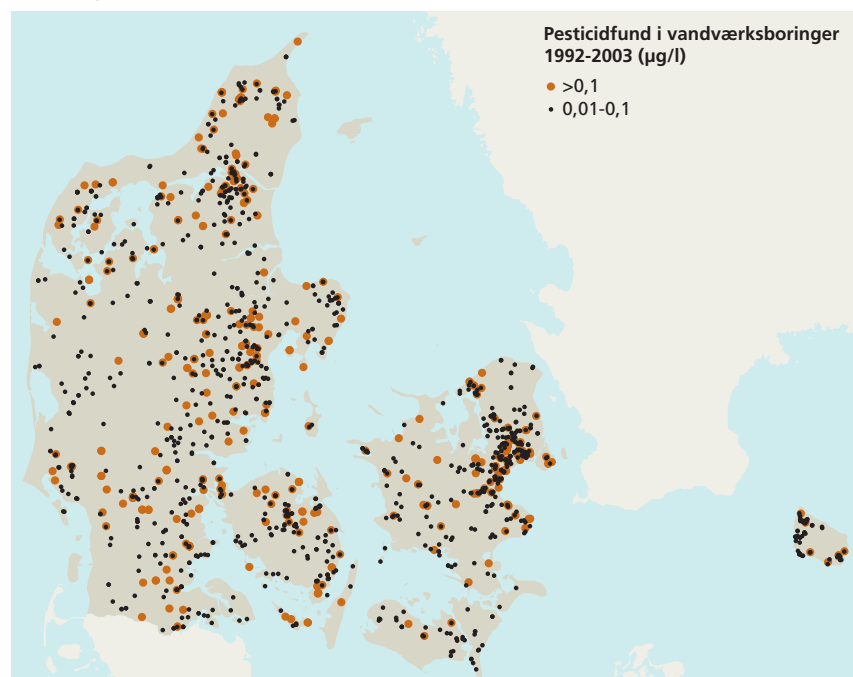 Pesticidfund i vandværksboringer
1992-2003 (µg/l)
>0,1
0,01-0,1